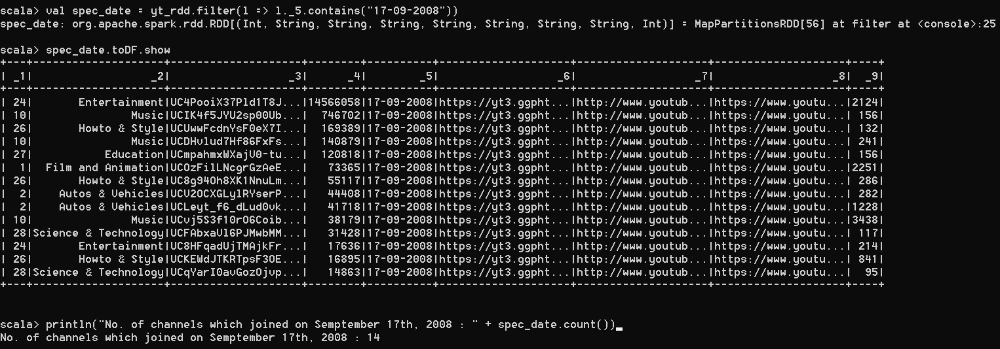 scala> val spec_date = yt_rdd.filter(l => l._5.contains("17-09-2008"))
spec_date: org.apache.spark.rdd.RDD[(Int, String, String, String, String, String, String, String, Int)] = MapPartitionsRDD[56] at filter at <console>:25
scala> spec_date.toDF.show
+---+--------------------+--------------------+--------+----------+--------------------+--------------------+--------------------+----+
| _1|                  _2|                  _3|      _4|        _5|                  _6|                  _7|                  _8|  _9|
+---+--------------------+--------------------+--------+----------+--------------------+--------------------+--------------------+----+
| 24|       Entertainment|UC4PooiX37Pld1T8J...|14566058|17-09-2008|https://yt3.ggpht...|http://www.youtub...|https://www.youtu...|2124|
| 10|               Music|UCIK4f5JYU2sp00Ub...|  746702|17-09-2008|https://yt3.ggpht...|http://www.youtub...|https://www.youtu...| 156|
| 26|       Howto & Style|UCUwwFcdnYsF0eX7I...|  169389|17-09-2008|https://yt3.ggpht...|http://www.youtub...|https://www.youtu...| 132|
| 10|               Music|UCDHvlud7Hf86FxFs...|  140879|17-09-2008|https://yt3.ggpht...|http://www.youtub...|https://www.youtu...| 241|
| 27|           Education|UCmpahmxWXajV0-tu...|  120818|17-09-2008|https://yt3.ggpht...|http://www.youtub...|https://www.youtu...| 156|
|  1|  Film and Animation|UCOzFilLNcgrGzAeE...|   73365|17-09-2008|https://yt3.ggpht...|http://www.youtub...|https://www.youtu...|2251|
| 26|       Howto & Style|UC8g94Oh8XK1NnuLm...|   55117|17-09-2008|https://yt3.ggpht...|http://www.youtub...|https://www.youtu...| 286|
|  2|    Autos & Vehicles|UCV2OCXGLylRYserP...|   44408|17-09-2008|https://yt3.ggpht...|http://www.youtub...|https://www.youtu...| 282|
|  2|    Autos & Vehicles|UCLeyt_f6_dLud0vk...|   41718|17-09-2008|https://yt3.ggpht...|http://www.youtub...|https://www.youtu...|1228|
| 10|               Music|UCvj5S3f10rO6Coib...|   38179|17-09-2008|https://yt3.ggpht...|http://www.youtub...|https://www.youtu...|3438|
| 28|Science & Technology|UCFAbxaVl6PJMwbMM...|   31428|17-09-2008|https://yt3.ggpht...|http://www.youtub...|https://www.youtu...| 117|
| 24|       Entertainment|UC8HFqadUjTMAjkFr...|   17636|17-09-2008|https://yt3.ggpht...|http://www.youtub...|https://www.youtu...| 214|
| 26|       Howto & Style|UCKEWdJTKRTpsF3OE...|   16895|17-09-2008|https://yt3.ggpht...|http://www.youtub...|https://www.youtu...| 841|
| 28|Science & Technology|UCqYarI0avGozOjvp...|   14863|17-09-2008|https://yt3.ggpht...|http://www.youtub...|https://www.youtu...|  95|
+---+--------------------+--------------------+--------+----------+--------------------+--------------------+--------------------+----+
scala> println("No. of channels which joined on Semptember 17th, 2008 : " + spec_date.count())
No. of channels which joined on Semptember 17th, 2008 : 14